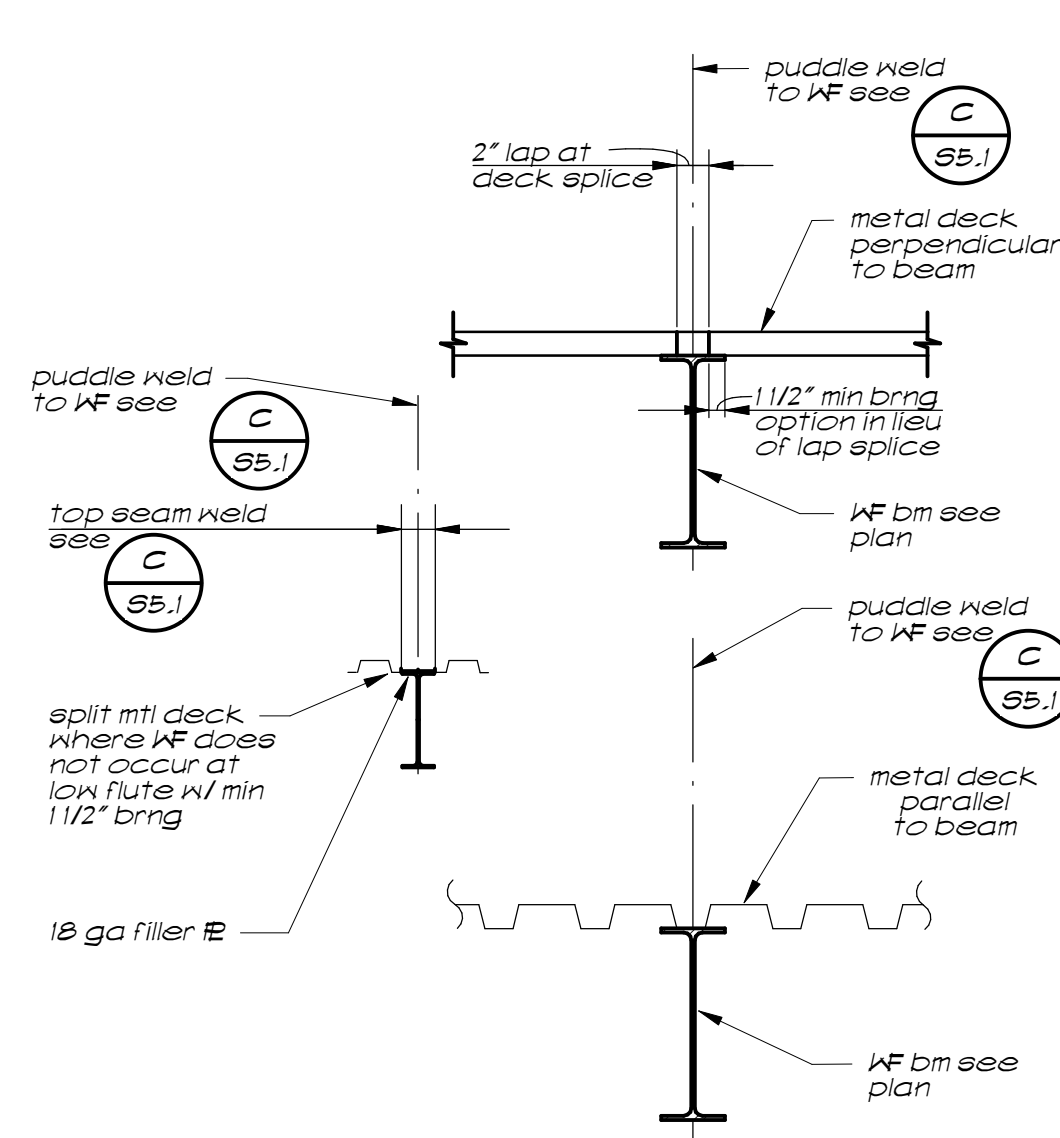 puddle weld
to WF see
C
S5.1
2" lap at
deck splice
metal deck
perpendicular
to beam
puddle weld
to WF see
C
S5.1
1 1/2" min brng
option in lieu
of lap splice
top seam weld
see
C
S5.1
WF bm see
plan
puddle weld
to WF see
C
S5.1
split mtl deck
where WF does
not occur at
low flute w/ min
1 1/2" brng
metal deck
parallel
to beam
18 ga filler PL
WF bm see
plan